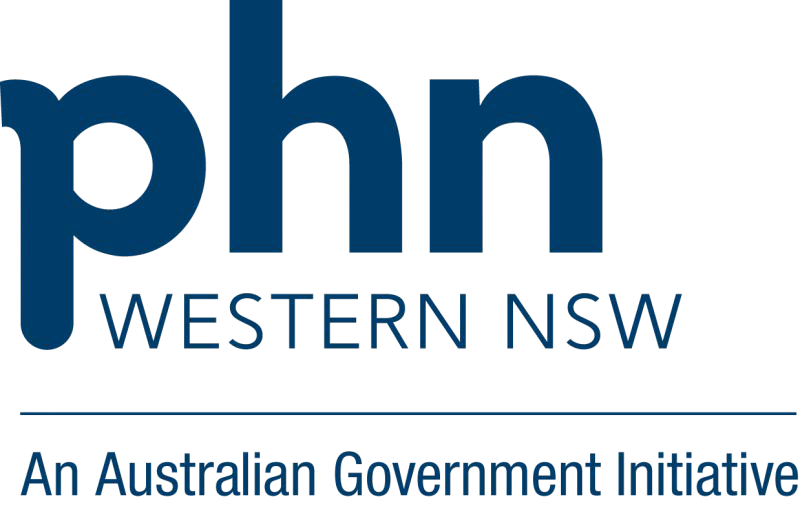 phn
WESTERN NSW
An Australian Government Initiative